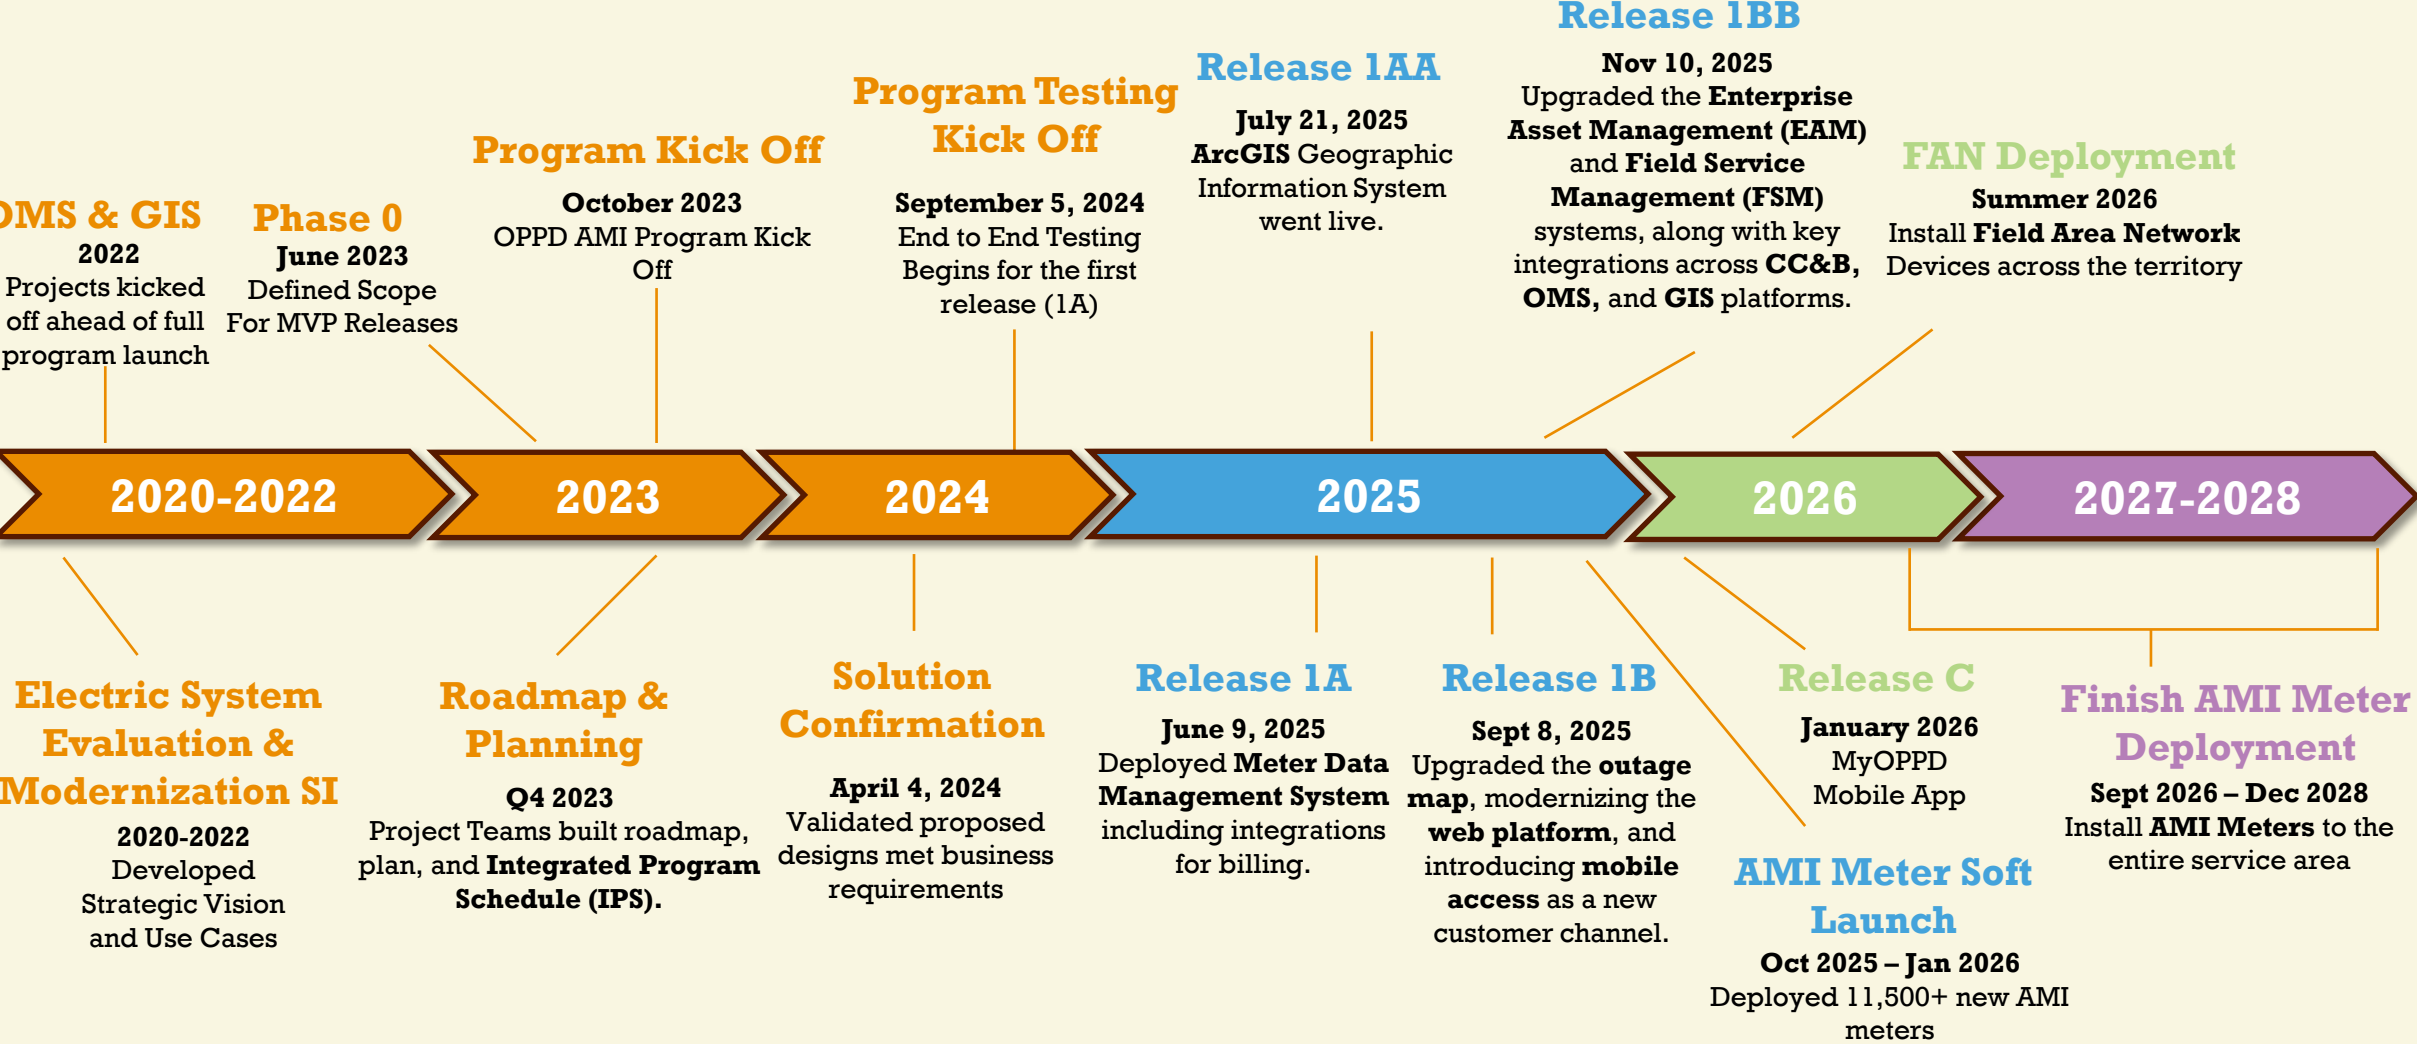 OMS & GIS
2022
Projects kicked
off ahead of full
program launch
Phase 0
June 2023
Defined Scope
For MVP Releases
Program Kick Off
October 2023
OPPD AMI Program Kick
Off
Program Testing
Kick Off
September 5, 2024
End to End Testing
Begins for the first
release (1A)
Release 1AA
July 21, 2025
ArcGIS Geographic
Information System
went live.
Release 1BB
Nov 10, 2025
Upgraded the Enterprise
Asset Management (EAM)
and Field Service
Management (FSM)
systems, along with key
integrations across CC&B,
OMS, and GIS platforms.
FAN Deployment
Summer 2026
Install Field Area Network
Devices across the territory
2020-2022
2023
2024
2025
2026
2027-2028
Electric System
Evaluation &
Modernization SI
2020-2022
Developed
Strategic Vision
and Use Cases
Roadmap &
Planning
Q4 2023
Project Teams built roadmap,
plan, and Integrated Program
Schedule (IPS).
Solution
Confirmation
April 4, 2024
Validated proposed
designs met business
requirements
Release 1A
June 9, 2025
Deployed Meter Data
Management System
including integrations
for billing.
Release 1B
Sept 8, 2025
Upgraded the outage
map, modernizing the
web platform, and
introducing mobile
access as a new
customer channel.
Release C
January 2026
MyOPPD
Mobile App
AMI Meter Soft
Launch
Oct 2025 – Jan 2026
Deployed 11,500+ new AMI
meters
Finish AMI Meter
Deployment
Sept 2026 – Dec 2028
Install AMI Meters to the
entire service area